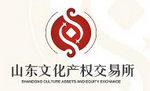 山东文化产权交易所
SHANDONG CULTURE ASSETS AND EQUITY EXCHANGE